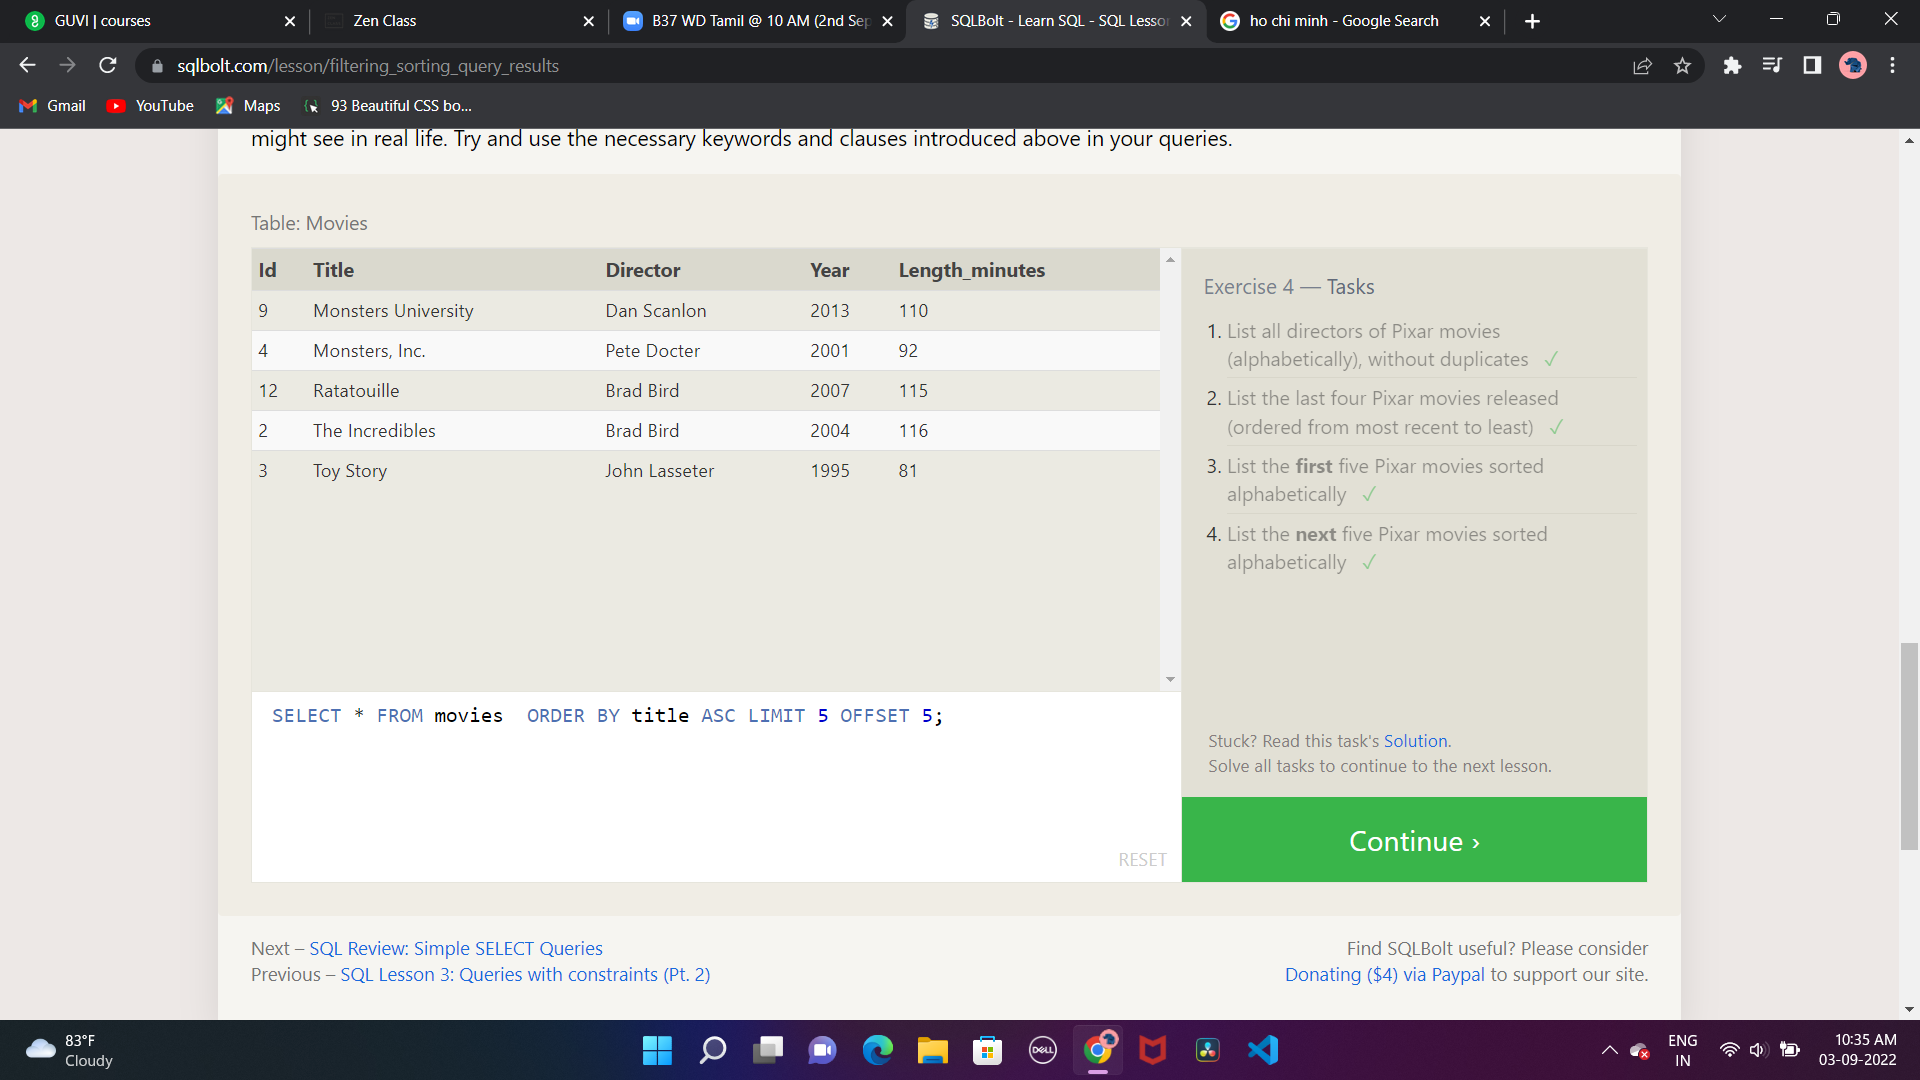 GUVI | courses
Zen Class
B37 WD Tamil @ 10 AM (2nd Sep
SQLBolt - Learn SQL - SQL Lesson
ho chi minh - Google Search
sqlbolt.com/lesson/filtering_sorting_query_results
Gmail
YouTube
Maps
93 Beautiful CSS bo...
might see in real life. Try and use the necessary keywords and clauses introduced above in your queries.
Table: Movies
Id Title Director Year Length_minutes
9 Monsters University Dan Scanlon 2013 110
4 Monsters, Inc. Pete Docter 2001 92
12 Ratatouille Brad Bird 2007 115
2 The Incredibles Brad Bird 2004 116
3 Toy Story John Lasseter 1995 81
SELECT * FROM movies  ORDER BY title ASC LIMIT 5 OFFSET 5;
RESET
Exercise 4 — Tasks
1. List all directors of Pixar movies
(alphabetically), without duplicates ✓
2. List the last four Pixar movies released
(ordered from most recent to least) ✓
3. List the first five Pixar movies sorted
alphabetically ✓
4. List the next five Pixar movies sorted
alphabetically ✓
Stuck? Read this task's Solution.
Solve all tasks to continue to the next lesson.
Continue ›
Next – SQL Review: Simple SELECT Queries
Previous – SQL Lesson 3: Queries with constraints (Pt. 2)
Find SQLBolt useful? Please consider
Donating ($4) via Paypal to support our site.
83°F
Cloudy
DELL
ENG
IN
10:35 AM
03-09-2022